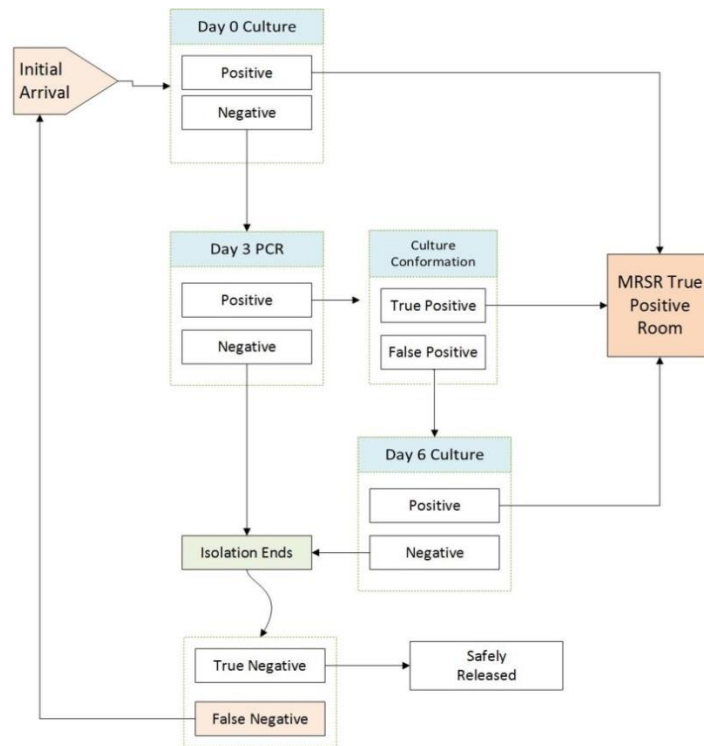 Day 0 Culture
Initial
Arrival
Positive
Negative
Day 3 PCR
Positive
Negative
Culture
Conformation
True Positive
False Positive
MRSR True
Positive
Room
Day 6 Culture
Positive
Negative
Isolation Ends
True Negative
False Negative
Safely
Released